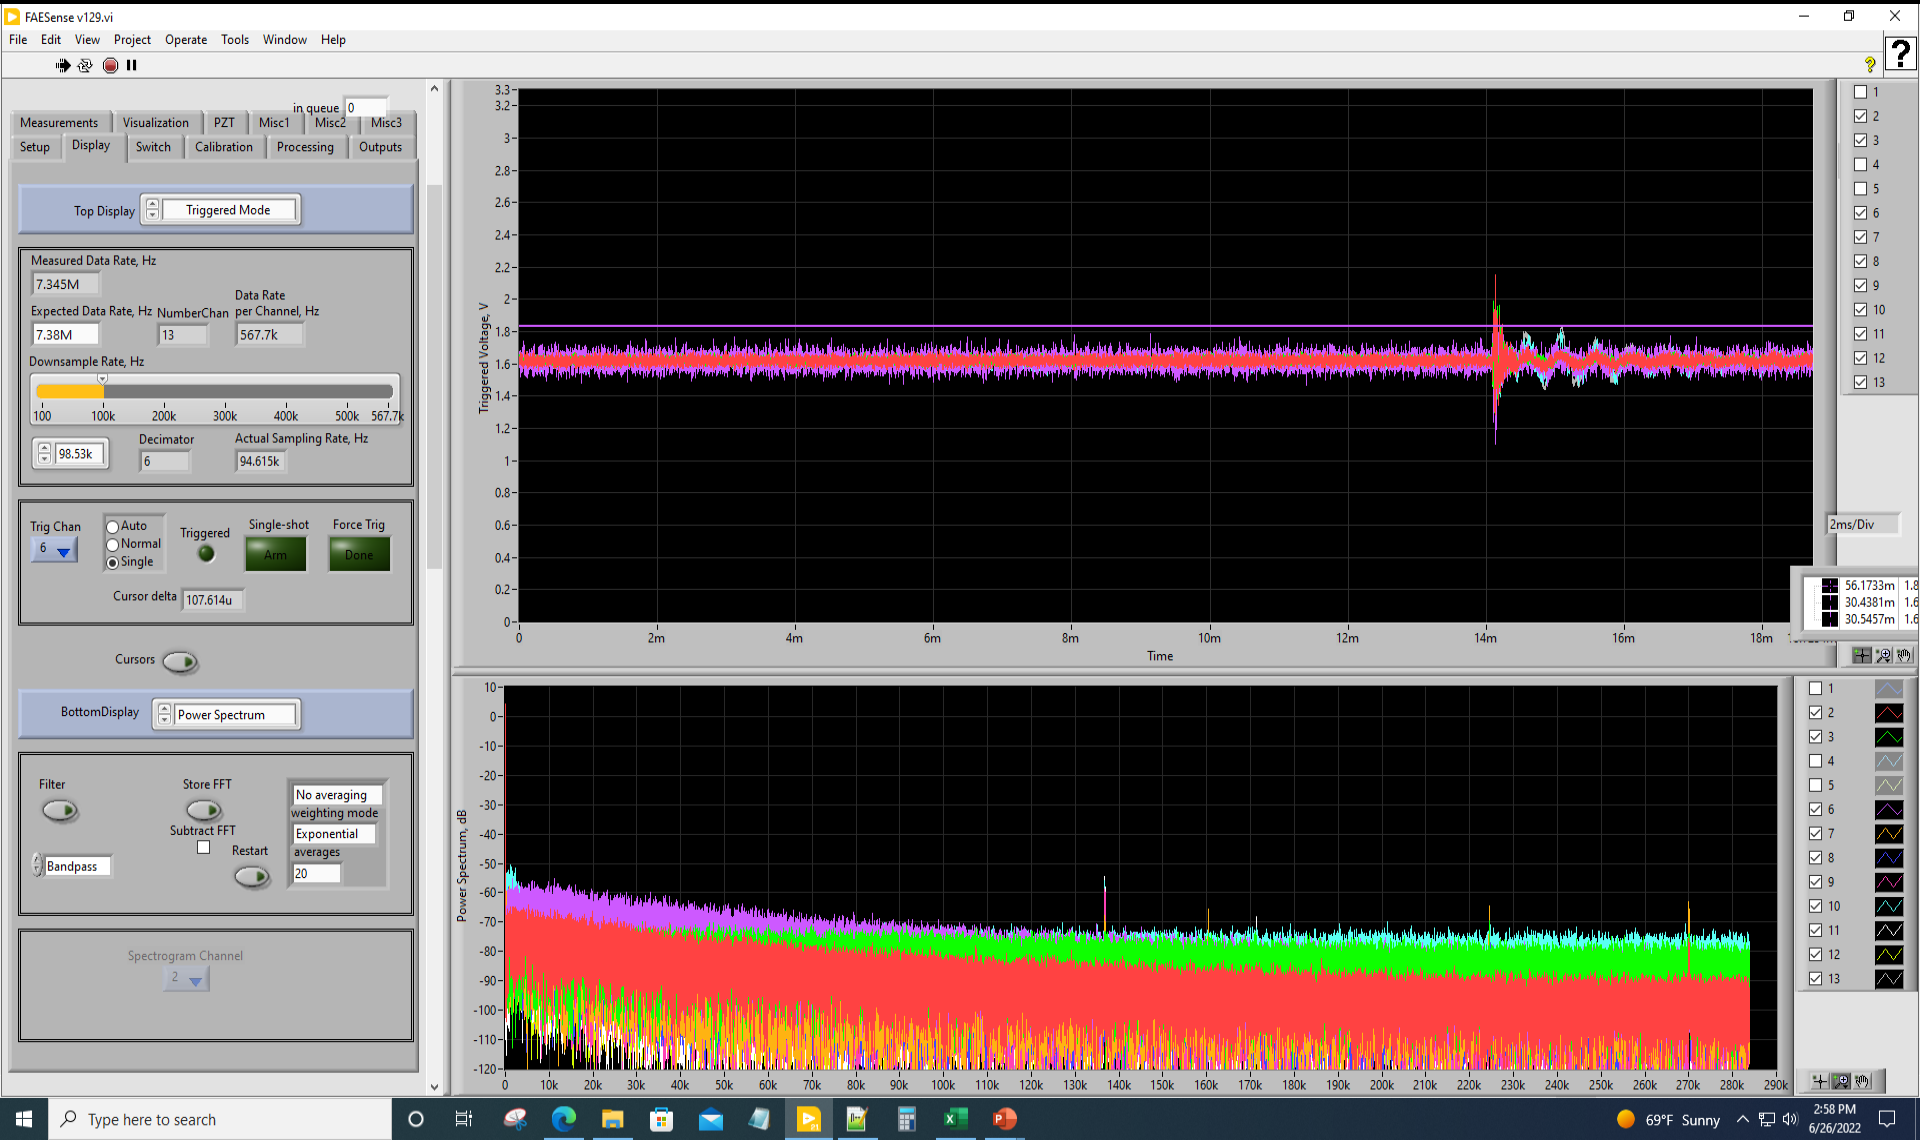 FAESense v129.vi
File Edit View Project Operate Tools Window Help
in queue 0
Measurements Visualization PZT Misc1 Misc2 Misc3
Setup Display Switch Calibration Processing Outputs
Top Display Triggered Mode
Measured Data Rate, Hz
7.345M
Expected Data Rate, Hz NumberChan Data Rate per Channel, Hz
7.38M 13 567.7k
Downsample Rate, Hz
100 100k 200k 300k 400k 500k 567.7k
98.53k Decimator 6 Actual Sampling Rate, Hz 94.615k
Trig Chan 6
Auto
Normal
Single
Triggered
Single-shot Arm
Force Trig Done
Cursor delta 107.614u
Cursors
BottomDisplay Power Spectrum
Filter
Store FFT
Subtract FFT
Restart
Bandpass
No averaging
weighting mode
Exponential
averages
20
Spectrogram Channel
2
Triggered Voltage, V
3.3
3.2
3
2.8
2.6
2.4
2.2
2
1.8
1.6
1.4
1.2
1
0.8
0.6
0.4
0.2
0
0 2m 4m 6m 8m 10m 12m 14m 16m 18m
Time
1
2
3
4
5
6
7
8
9
10
11
12
13
2ms/Div
56.1733m 1.8
30.4381m 1.6
30.5457m 1.6
Power Spectrum, dB
10
0
-10
-20
-30
-40
-50
-60
-70
-80
-90
-100
-110
-120
0 10k 20k 30k 40k 50k 60k 70k 80k 90k 100k 110k 120k 130k 140k 150k 160k 170k 180k 190k 200k 210k 220k 230k 240k 250k 260k 270k 280k 290k
1
2
3
4
5
6
7
8
9
10
11
12
13
Type here to search
69°F Sunny
2:58 PM
6/26/2022